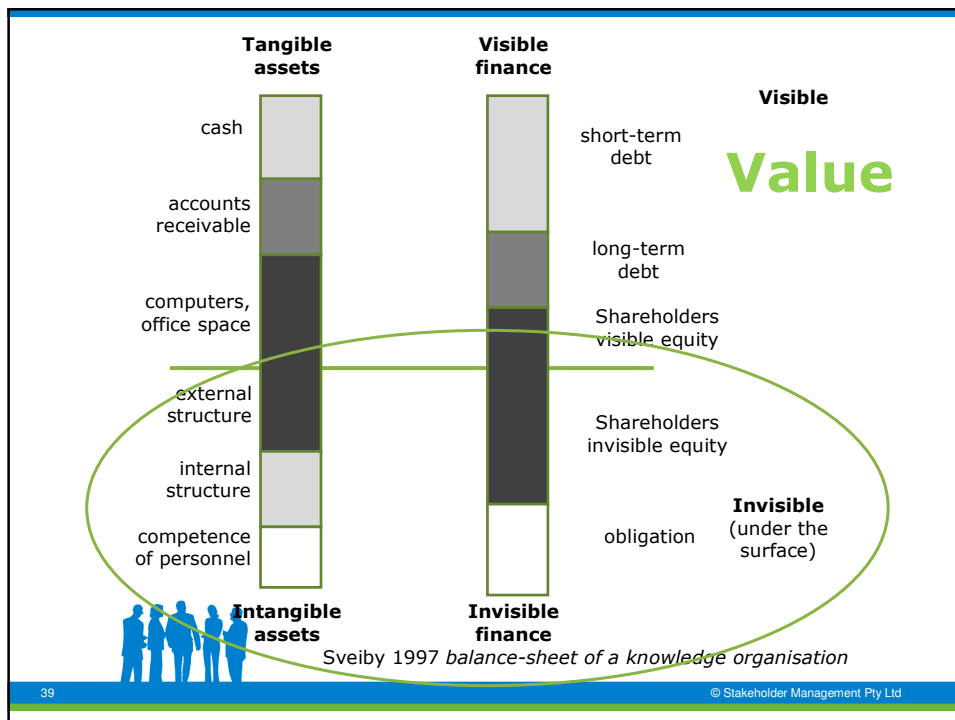 Tangible
assets
Visible
finance
Visible
Value
cash
short-term
debt
accounts
receivable
long-term
debt
computers,
office space
Shareholders
visible equity
external
structure
Shareholders
invisible equity
internal
structure
Invisible
(under the
surface)
obligation
competence
of personnel
Intangible
assets
Invisible
finance
Sveiby 1997 balance-sheet of a knowledge organisation
39
© Stakeholder Management Pty Ltd